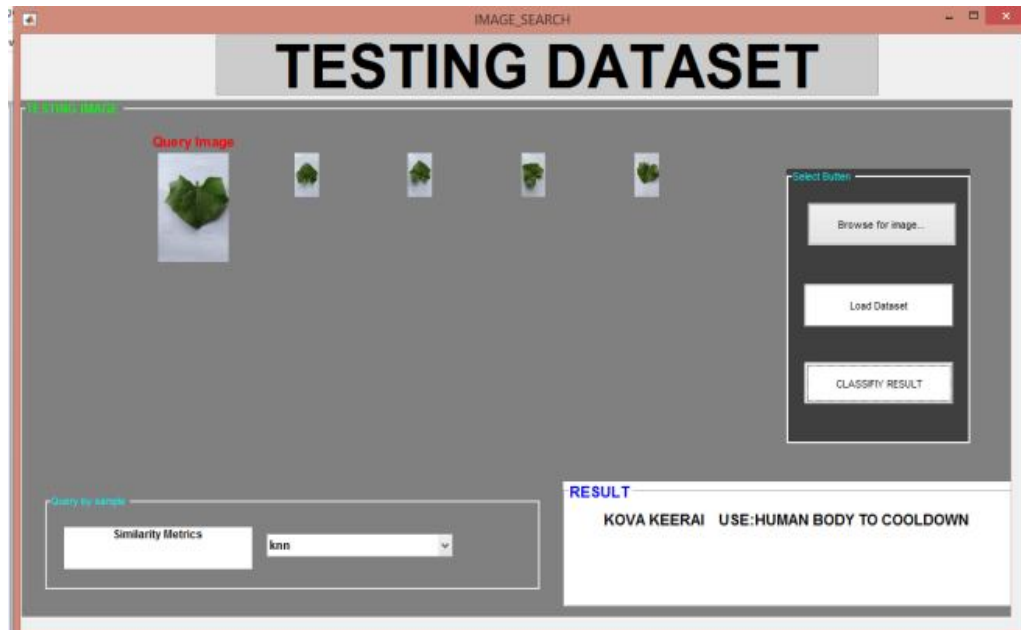 IMAGE_SEARCH
TESTING DATASET
TESTING IMAGE
Query Image
Select Butten
Browse for image...
Load Dataset
CLASSIFIY RESULT
Query by sample
Similarity Metrics
knn
RESULT
KOVA KEERAI USE:HUMAN BODY TO COOLDOWN